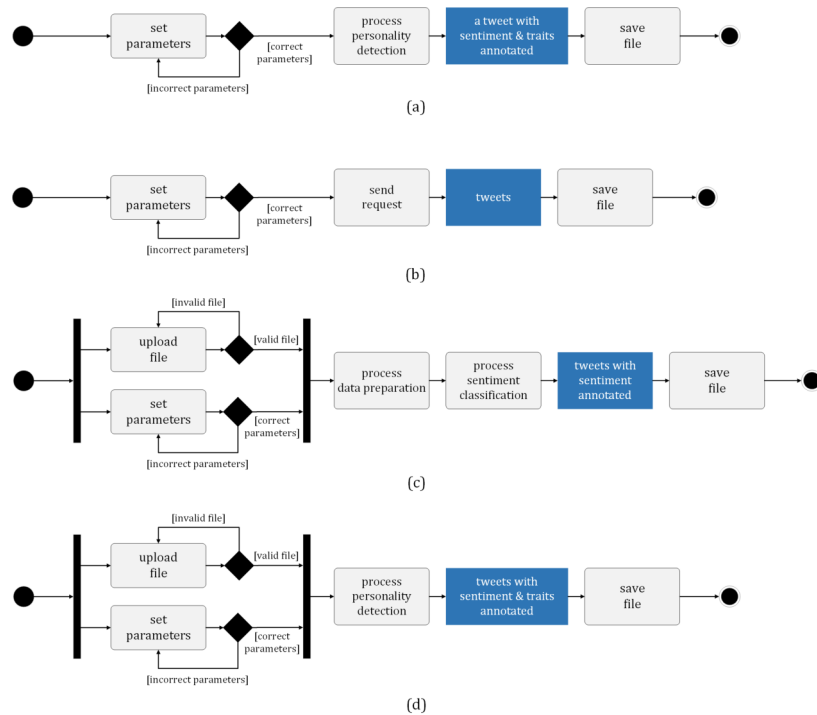 set
parameters
[correct
parameters]
[incorrect parameters]
process
personality
detection
a tweet with
sentiment & traits
annotated
save
file
(a)
set
parameters
[correct
parameters]
[incorrect parameters]
send
request
tweets
save
file
(b)
[invalid file]
upload
file
[valid file]
set
parameters
[correct
parameters]
[incorrect parameters]
process
data preparation
process
sentiment
classification
tweets with
sentiment
annotated
save
file
(c)
[invalid file]
upload
file
[valid file]
set
parameters
[correct
parameters]
[incorrect parameters]
process
personality
detection
tweets with
sentiment & traits
annotated
save
file
(d)